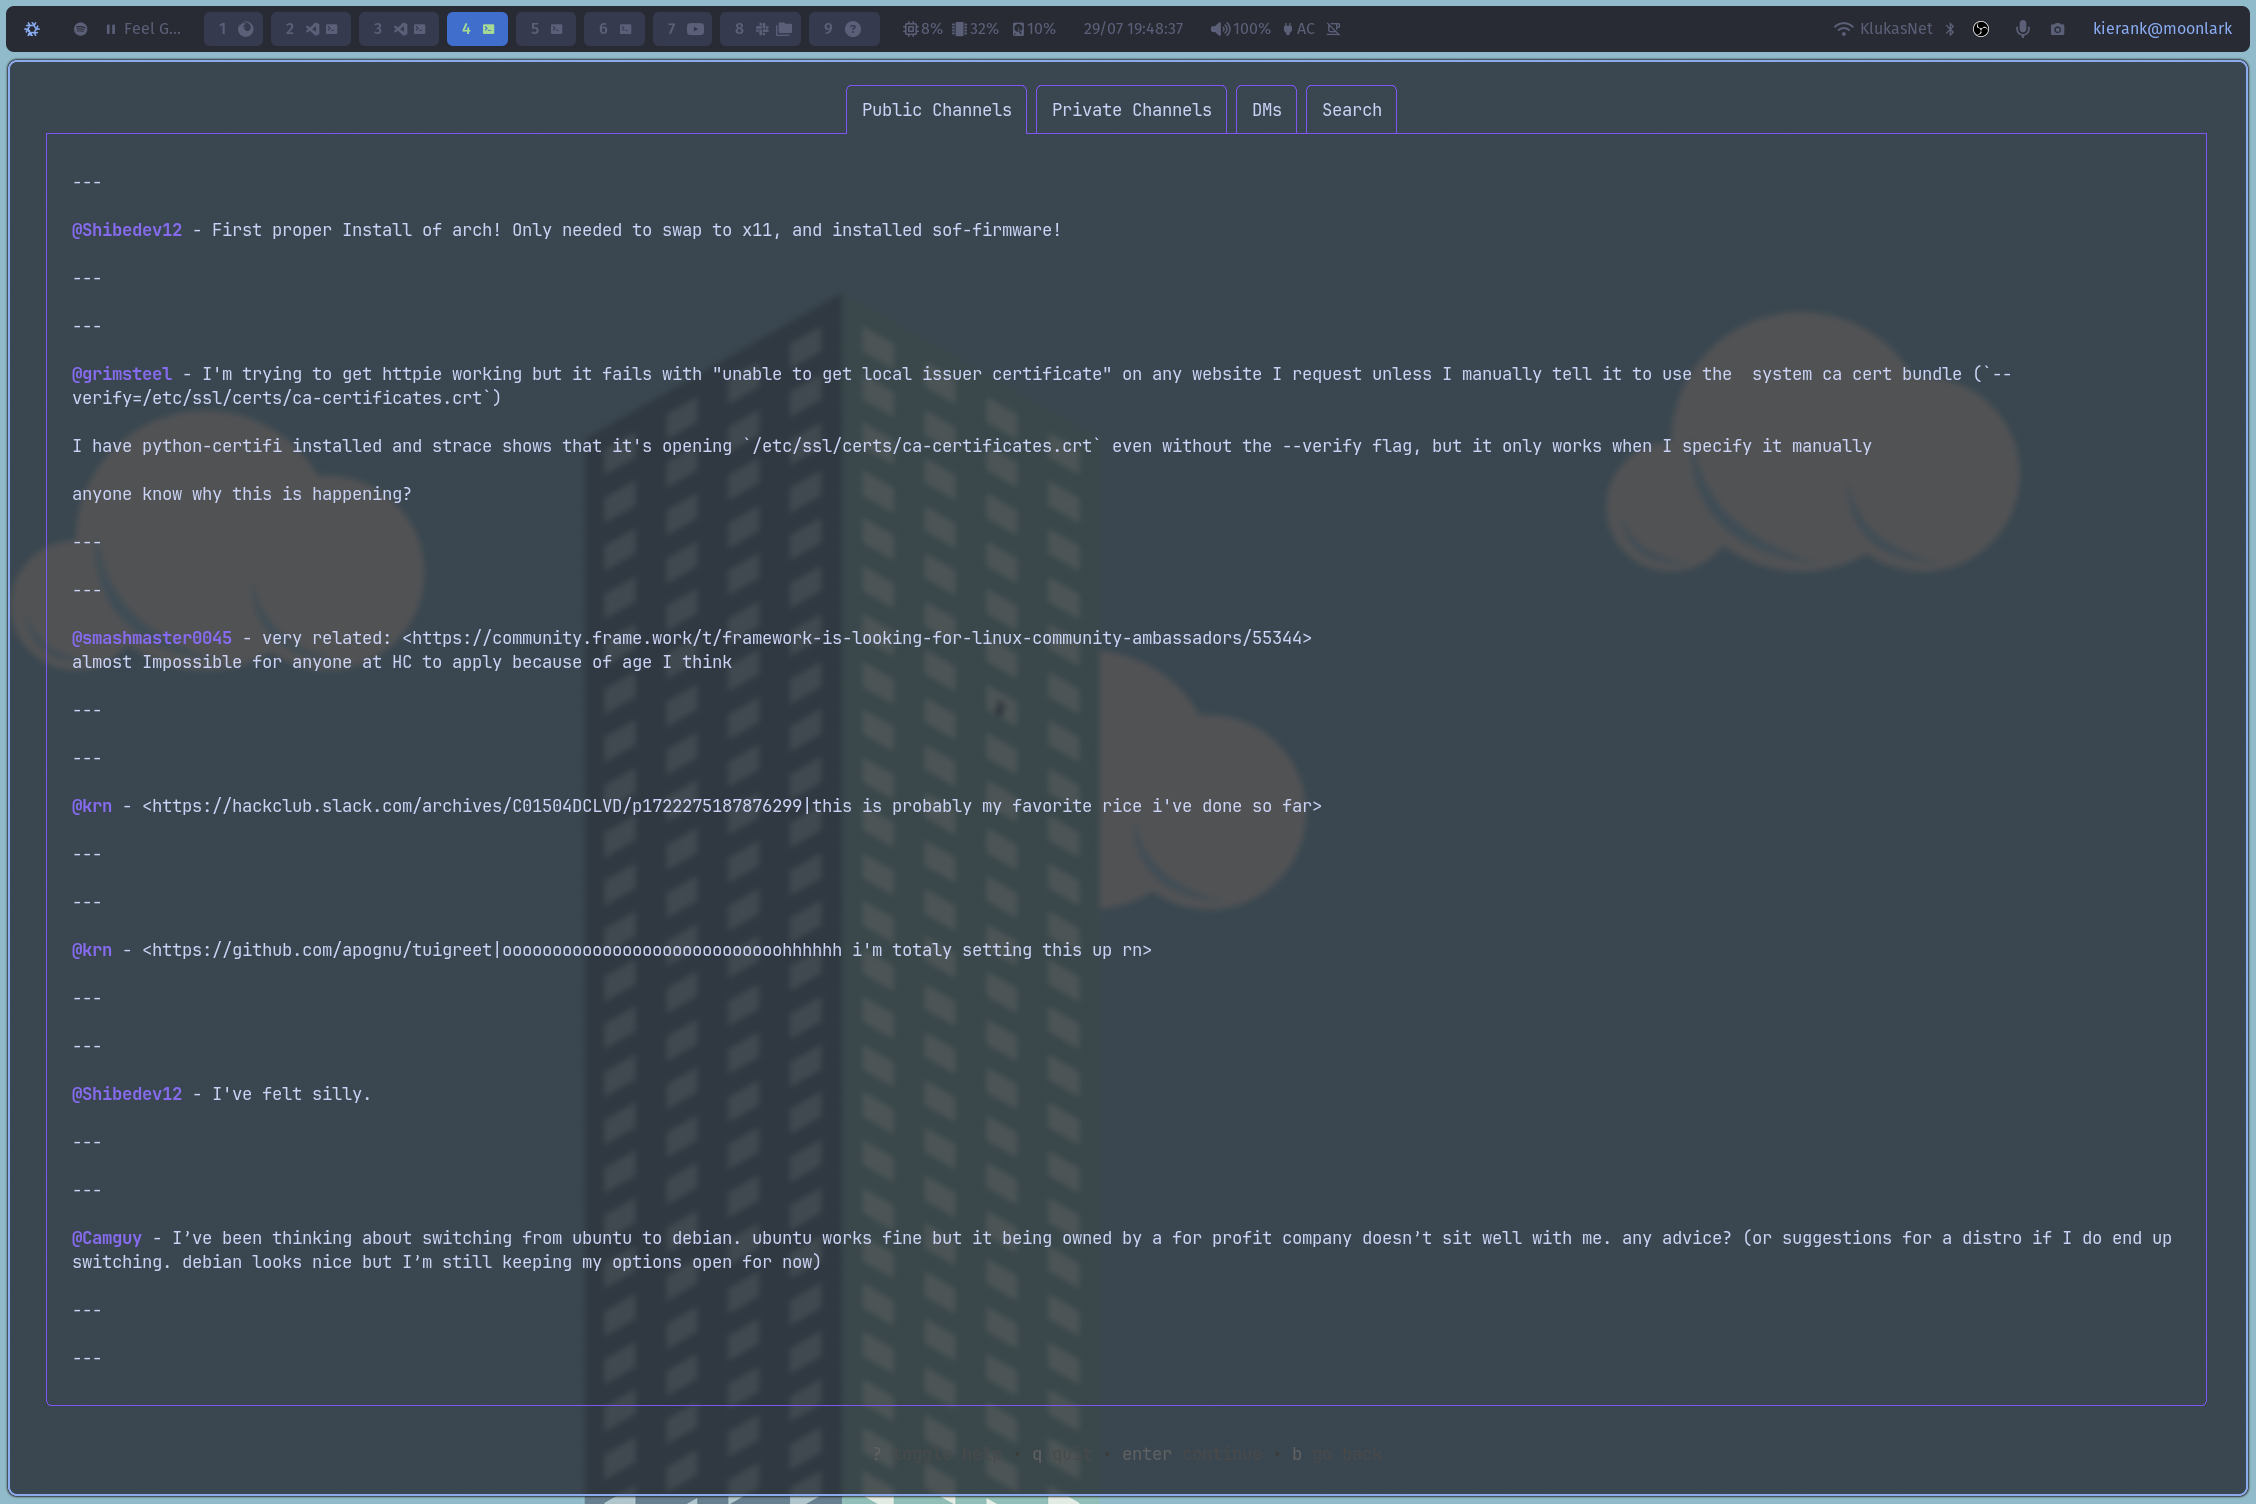 Feel G... 1 2 3 4 5 6 7 8 9 8% 32% 10% 29/07 19:48:37 100% AC KlukasNet kierank@moonlark
Public Channels Private Channels DMs Search
---
@Shibedev12 - First proper Install of arch! Only needed to swap to x11, and installed sof-firmware!
---
---
@grimsteel - I'm trying to get httpie working but it fails with "unable to get local issuer certificate" on any website I request unless I manually tell it to use the  system ca cert bundle (`--
verify=/etc/ssl/certs/ca-certificates.crt`)
I have python-certifi installed and strace shows that it's opening `/etc/ssl/certs/ca-certificates.crt` even without the --verify flag, but it only works when I specify it manually
anyone know why this is happening?
---
---
@smashmaster0045 - very related: <https://community.frame.work/t/framework-is-looking-for-linux-community-ambassadors/55344>
almost Impossible for anyone at HC to apply because of age I think
---
---
@krn - <https://hackclub.slack.com/archives/C01504DCLVD/p1722275187876299|this is probably my favorite rice i've done so far>
---
---
@krn - <https://github.com/apognu/tuigreet|oooooooooooooooooooooooooooohhhhhh i'm totaly setting this up rn>
---
---
@Shibedev12 - I've felt silly.
---
---
@Camguy - I’ve been thinking about switching from ubuntu to debian. ubuntu works fine but it being owned by a for profit company doesn’t sit well with me. any advice? (or suggestions for a distro if I do end up
switching. debian looks nice but I’m still keeping my options open for now)
---
---
? toggle help • q quit • enter continue • b go back